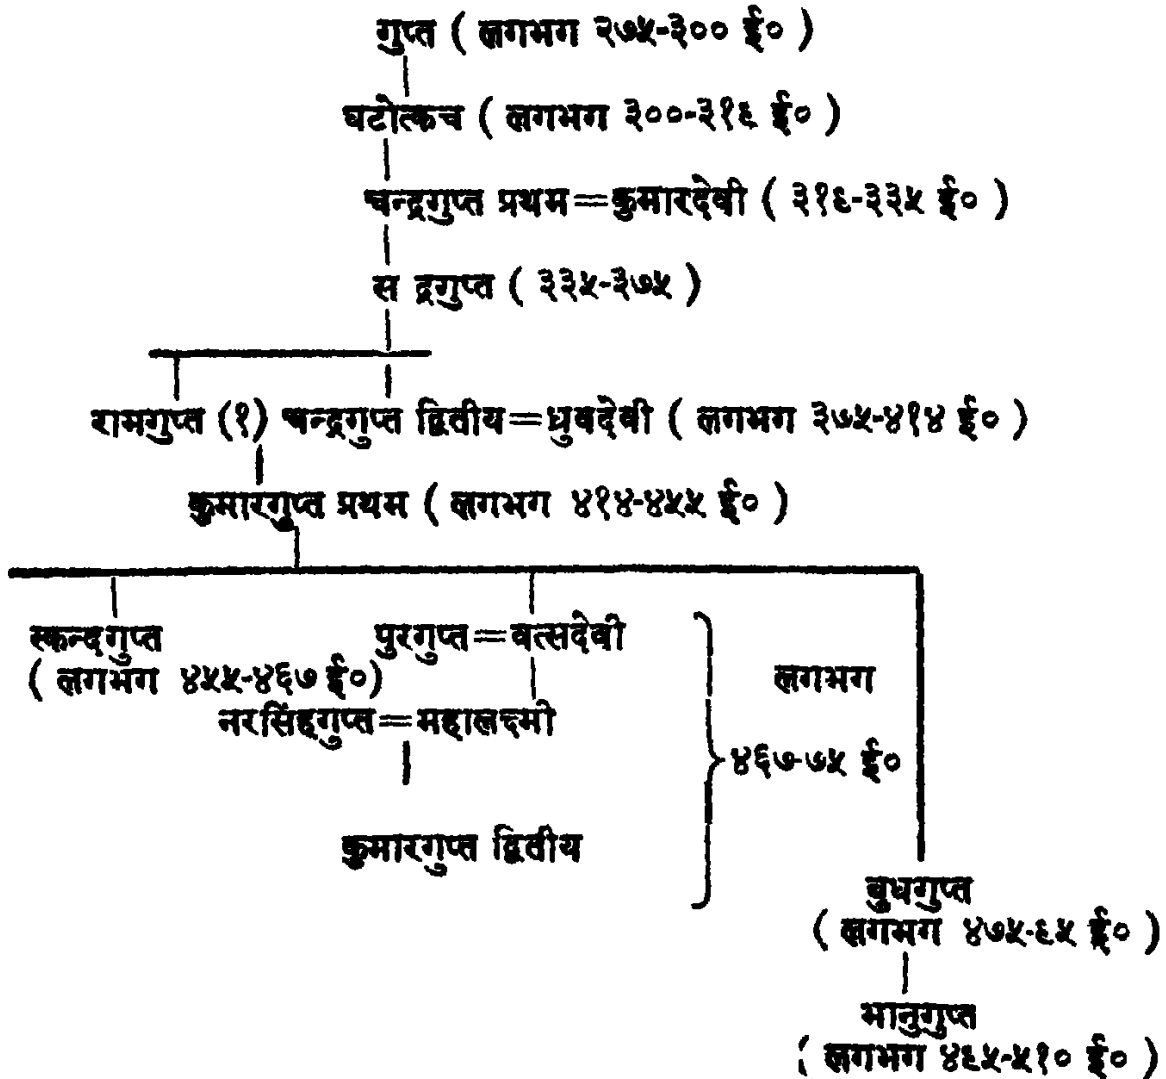 गुप्त ( लगभग २७५-३०० ई० )
घटोत्कच ( लगभग ३००-३१९ ई० )
चन्द्रगुप्त प्रथम=कुमारदेवी ( ३१९-३३५ ई० )
स द्रगुप्त ( ३३५-३७५ )
रामगुप्त (१) चन्द्रगुप्त द्वितीय=ध्रुवदेवी ( लगभग ३७५-४१४ ई० )
कुमारगुप्त प्रथम ( लगभग ४१४-४५५ ई० )
स्कन्दगुप्त
( लगभग ४५५-४६७ ई०)
पुरगुप्त=वत्सदेवी
नरसिंहगुप्त=महालक्ष्मी
कुमारगुप्त द्वितीय
लगभग
४६७-७५ ई०
बुधगुप्त
( लगभग ४७५-९५ ई० )
भानुगुप्त
( लगभग ४९५-५१० ई० )